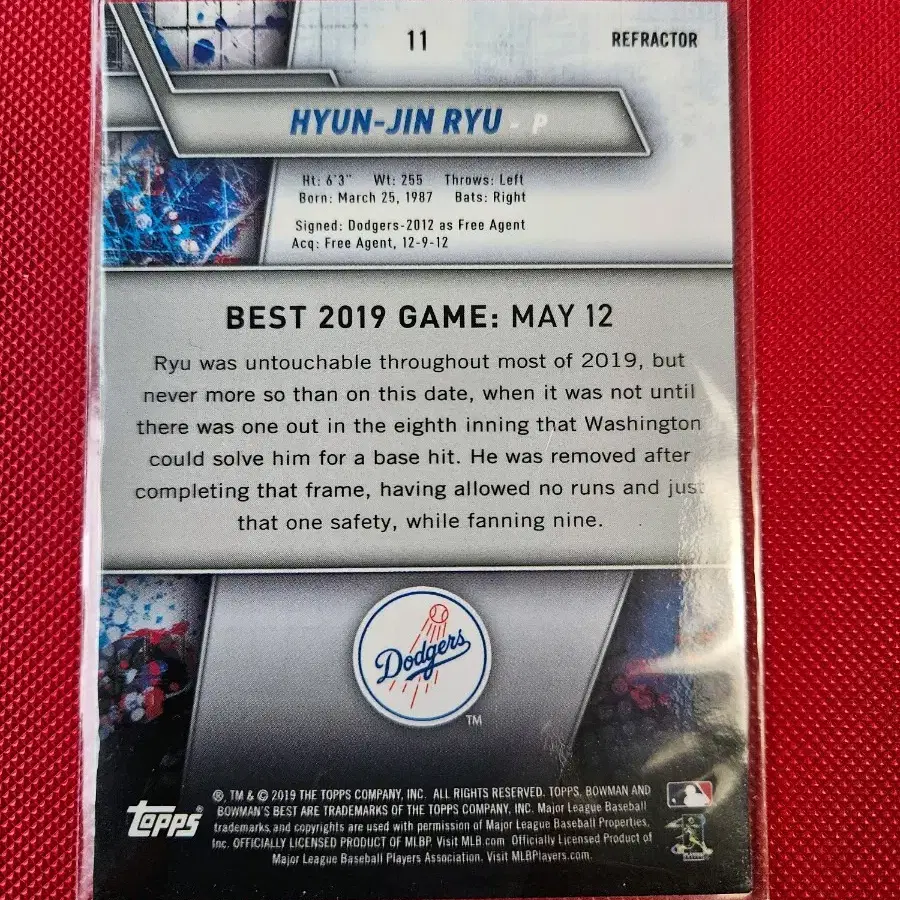 11
REFRACTOR
HYUN-JIN RYU - P
Ht: 6'3" Wt: 255 Throws: Left
Born: March 25, 1987 Bats: Right
Signed: Dodgers-2012 as Free Agent
Acq: Free Agent, 12-9-12
BEST 2019 GAME: MAY 12
Ryu was untouchable throughout most of 2019, but
never more so than on this date, when it was not until
there was one out in the eighth inning that Washington
could solve him for a base hit. He was removed after
completing that frame, having allowed no runs and just
that one safety, while fanning nine.
Dodgers
TM
Topps®
®, TM & © 2019 THE TOPPS COMPANY, INC. ALL RIGHTS RESERVED. TOPPS, BOWMAN AND
BOWMAN'S BEST ARE TRADEMARKS OF THE TOPPS COMPANY, INC. Major League Baseball
trademarks and copyrights are used with permission of Major League Baseball Properties,
Inc. OFFICIALLY LICENSED PRODUCT OF MLBP. Visit MLB.com Officially Licensed Product of
Major League Baseball Players Association. Visit MLBPlayers.com.